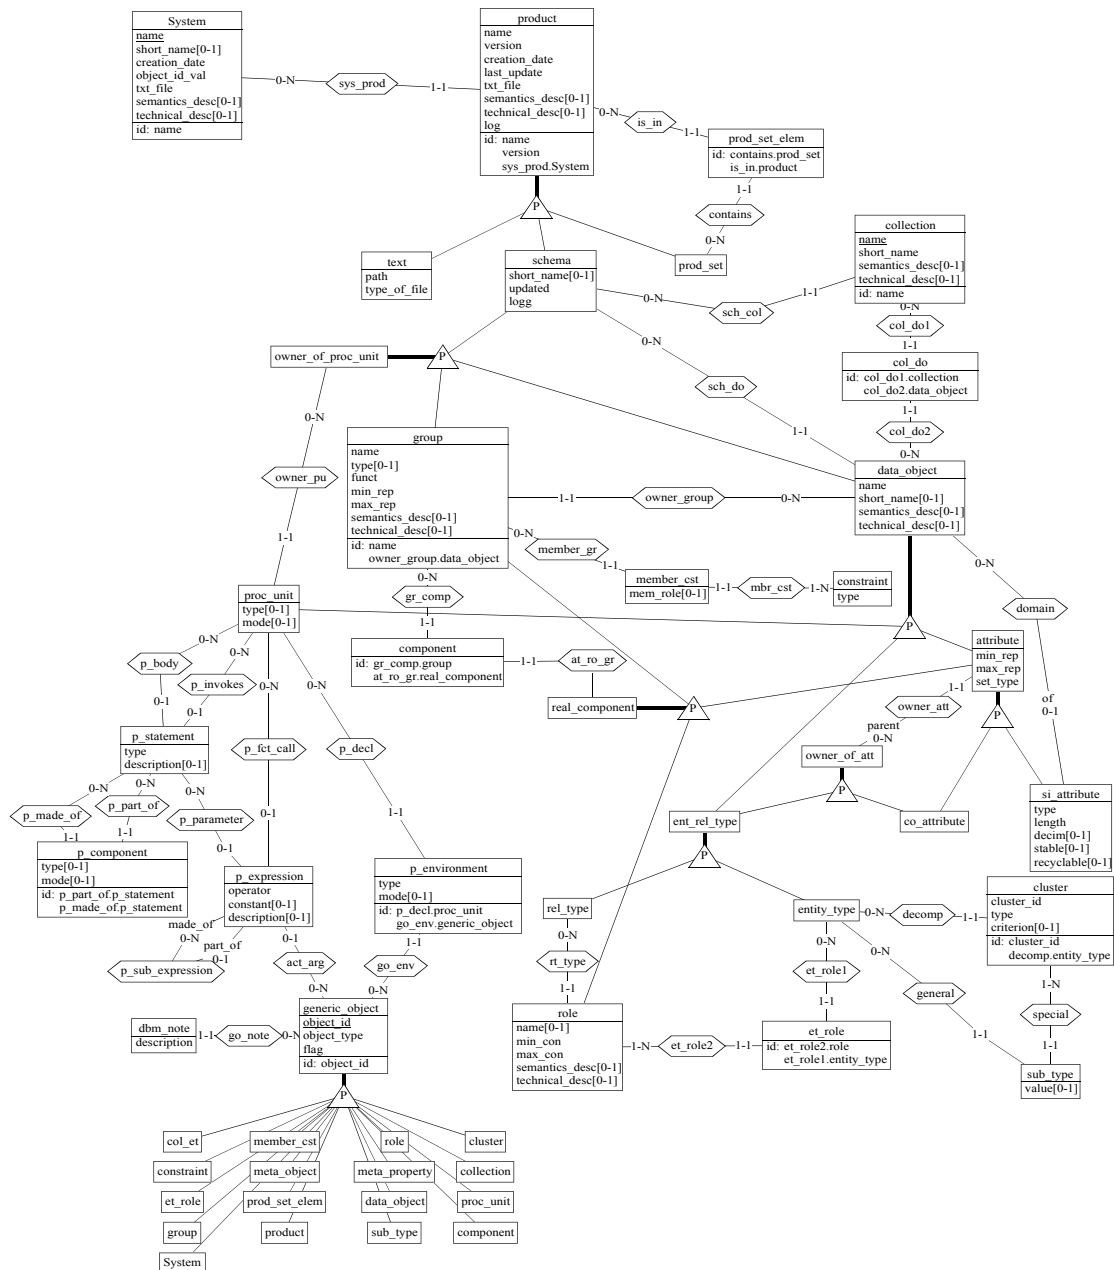 System
name
short_name[0-1]
creation_date
object_id_val
txt_file
semantics_desc[0-1]
technical_desc[0-1]
id: name
0-N
sys_prod
1-1
product
name
version
creation_date
last_update
txt_file
semantics_desc[0-1]
technical_desc[0-1]
log
id: name
version
sys_prod.System
0-N
is_in
1-1
prod_set_elem
id: contains.prod_set
is_in.product
1-1
contains
0-N
prod_set
P
text
path
type_of_file
schema
short_name[0-1]
updated
logg
0-N
sch_col
1-1
collection
name
short_name
semantics_desc[0-1]
technical_desc[0-1]
id: name
0-N
col_do1
1-1
col_do
id: col_do1.collection
col_do2.data_object
1-1
col_do2
0-N
0-N
sch_do
1-1
owner_of_proc_unit
P
0-N
owner_pu
1-1
group
name
type[0-1]
funct
min_rep
max_rep
semantics_desc[0-1]
technical_desc[0-1]
id: name
owner_group.data_object
1-1
owner_group
0-N
data_object
name
short_name[0-1]
semantics_desc[0-1]
technical_desc[0-1]
0-N
member_gr
1-1
member_cst
mem_role[0-1]
1-1
mbr_cst
1-N
constraint
type
0-N
domain
of
0-1
0-N
gr_comp
1-1
component
id: gr_comp.group
at_ro_gr.real_component
1-1
at_ro_gr
real_component
P
proc_unit
type[0-1]
mode[0-1]
P
attribute
min_rep
max_rep
set_type
1-1
owner_att
parent
0-N
owner_of_att
P
P
ent_rel_type
co_attribute
si_attribute
type
length
decim[0-1]
stable[0-1]
recyclable[0-1]
0-N
p_body
0-1
0-N
p_invokes
0-1
0-N
p_fct_call
0-1
0-N
p_decl
1-1
p_statement
type
description[0-1]
0-N
p_made_of
1-1
0-N
p_part_of
1-1
0-N
p_parameter
0-1
p_component
type[0-1]
mode[0-1]
id: p_part_of.p_statement
p_made_of.p_statement
p_expression
operator
constant[0-1]
description[0-1]
made_of
0-N
part_of
0-1
p_sub_expression
0-1
act_arg
0-N
p_environment
type
mode[0-1]
id: p_decl.proc_unit
go_env.generic_object
1-1
go_env
0-N
P
rel_type
0-N
rt_type
1-1
entity_type
0-N
decomp
1-1
cluster
cluster_id
type
criterion[0-1]
id: cluster_id
decomp.entity_type
0-N
et_role1
1-1
0-N
general
1-1
1-N
special
1-1
role
name[0-1]
min_con
max_con
semantics_desc[0-1]
technical_desc[0-1]
1-N
et_role2
1-1
et_role
id: et_role2.role
et_role1.entity_type
sub_type
value[0-1]
dbm_note
description
1-1
go_note
0-N
generic_object
object_id
object_type
flag
id: object_id
P
col_et
member_cst
role
cluster
constraint
meta_object
meta_property
collection
et_role
prod_set_elem
data_object
proc_unit
group
product
sub_type
component
System